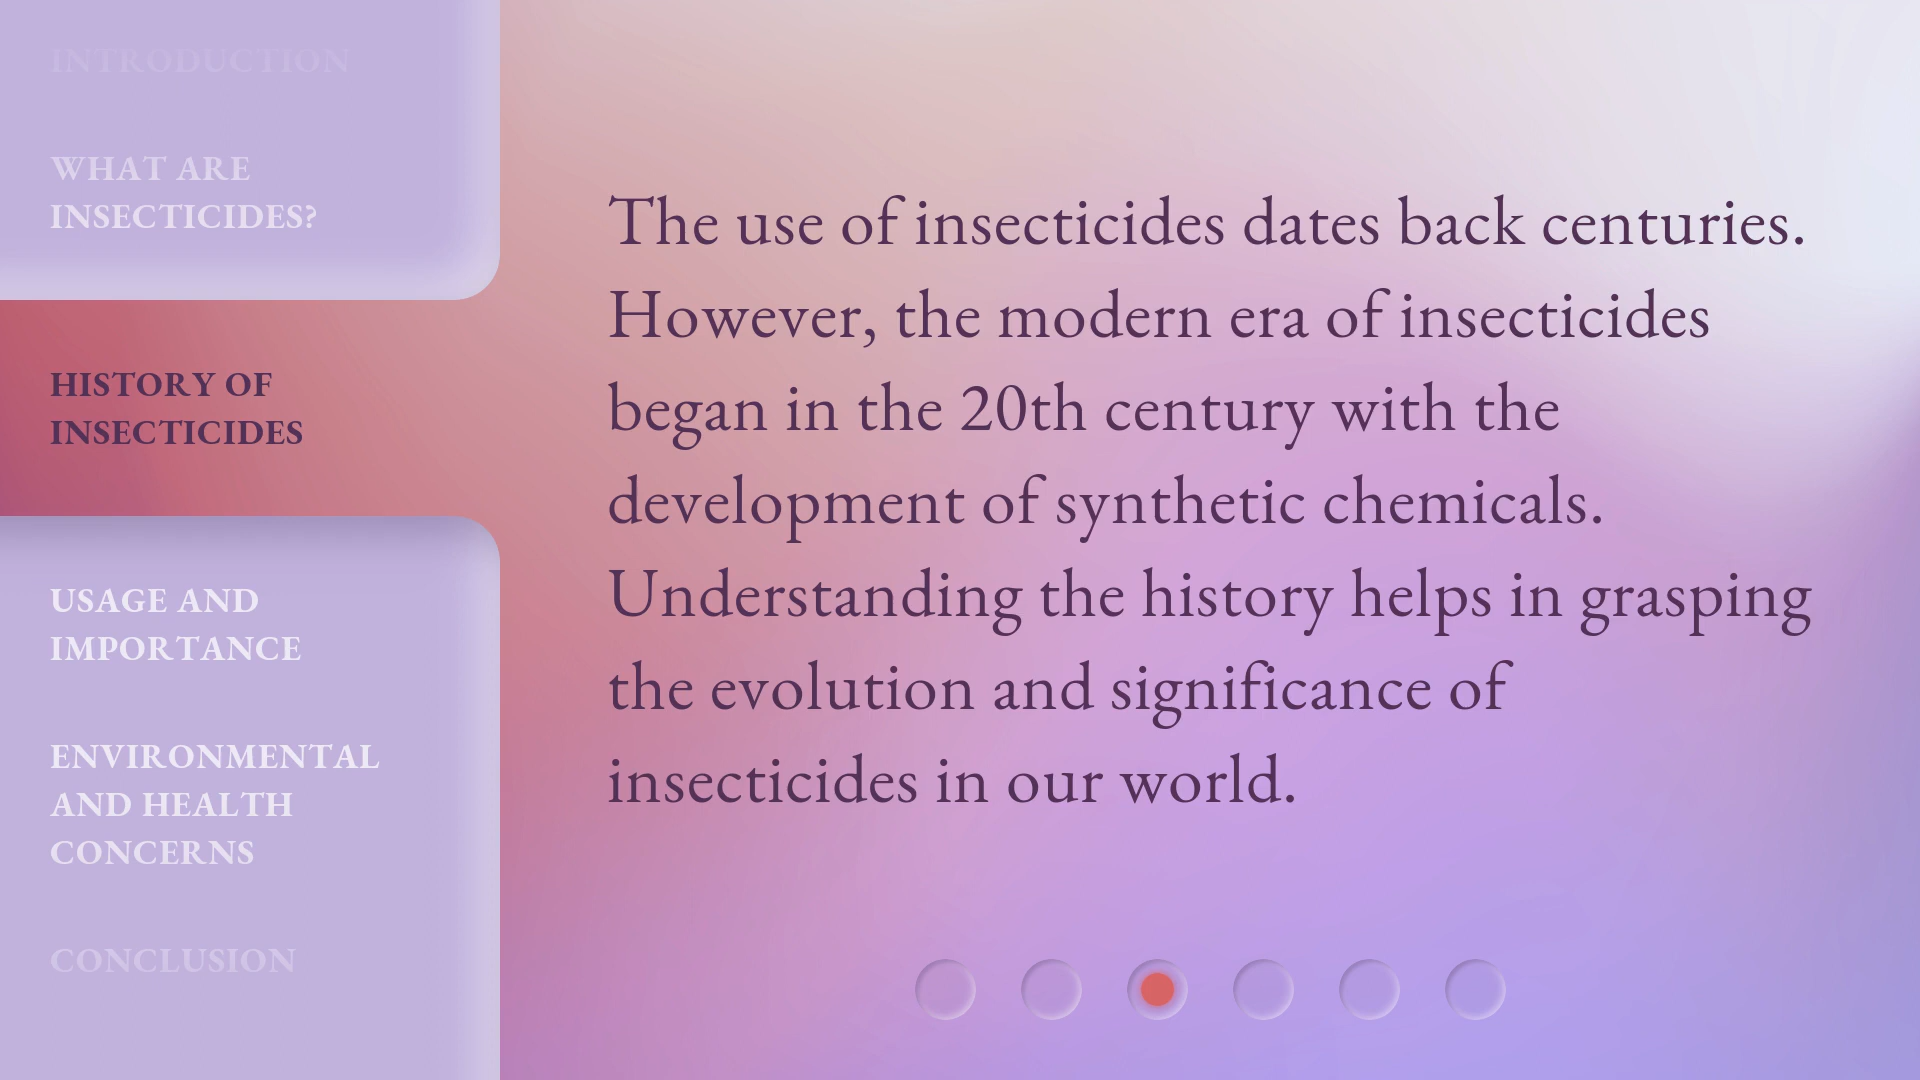 INTRODUCTION
WHAT ARE
INSECTICIDES?
HISTORY OF
INSECTICIDES
USAGE AND
IMPORTANCE
ENVIRONMENTAL
AND HEALTH
CONCERNS
CONCLUSION
The use of insecticides dates back centuries.
However, the modern era of insecticides
began in the 20th century with the
development of synthetic chemicals.
Understanding the history helps in grasping
the evolution and significance of
insecticides in our world.